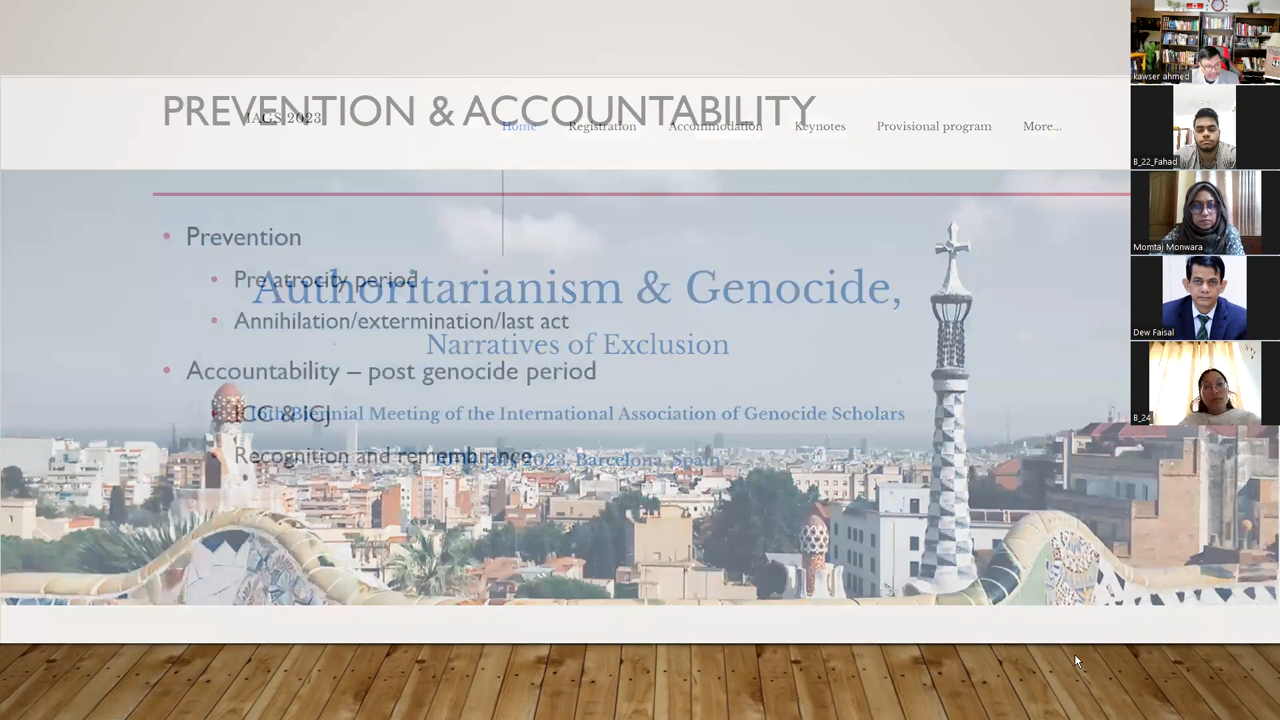 PREVENTION & ACCOUNTABILITY
IAGS 2023
Home Registration Accommodation Keynotes Provisional program More...
Prevention
Pre atrocity period
Authoritarianism & Genocide,
Annihilation/extermination/last act
Narratives of Exclusion
Accountability – post genocide period
ICC & ICJ
16th Biennial Meeting of the International Association of Genocide Scholars
Recognition and remembrance
July 2023, Barcelona, Spain
kawser ahmed
B_22_Fahad
Momtaj Monwara
Dew Faisal
B_24